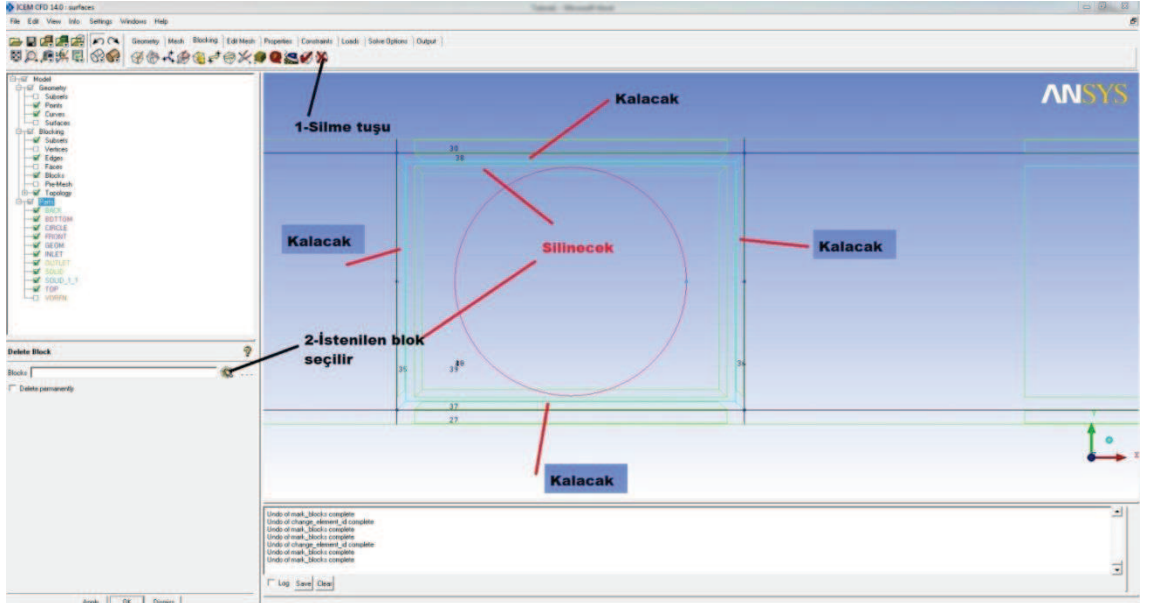 ICEM CFD 14.0 : surfaces
File Edit View Info Settings Windows Help
Geometry Mesh Blocking Edit Mesh Properties Constraints Loads Solve Options Output
Model
Geometry
Subsets
Points
Curves
Surfaces
Blocking
Subsets
Vertices
Edges
Faces
Blocks
Pre-Mesh
Topology
Parts
BACK
BOTTOM
CIRCLE
FRONT
GEOM
INLET
OUTLET
SOLID
SOLID_1_1
TOP
VORFN
1-Silme tuşu
Kalacak
ANSYS
30
38
Kalacak
Silinecek
Kalacak
2-İstenilen blok
seçilir
35
39
36
37
27
Kalacak
Y
X
Delete Block
Blocks
Delete permanently
Undo of mark_blocks complete
Undo of change_element_id complete
Undo of mark_blocks complete
Undo of mark_blocks complete
Undo of change_element_id complete
Undo of mark_blocks complete
Undo of mark_blocks complete
Log Save Clear
Apply OK Dismiss